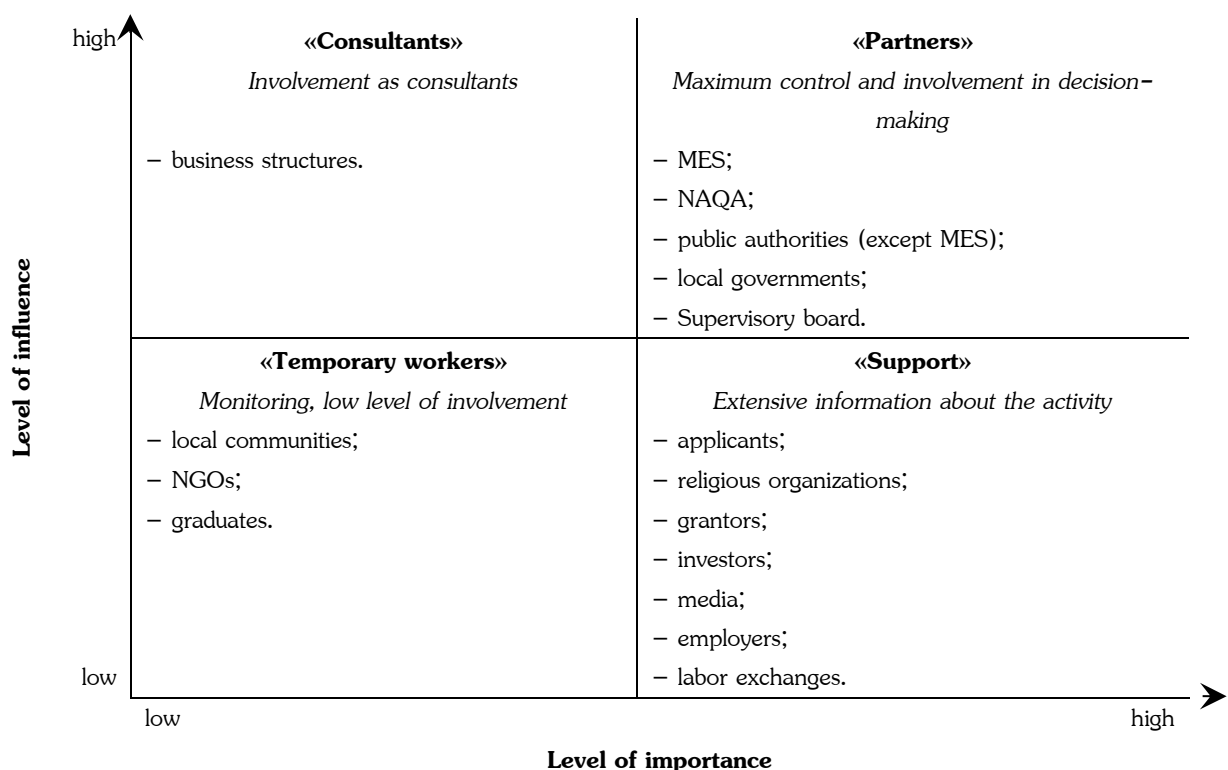 high
«Consultants»
Involvement as consultants
– business structures.
«Partners»
Maximum control and involvement in decision-
making
– MES;
– NAQA;
– public authorities (except MES);
– local governments;
– Supervisory board.
Level of influence
«Temporary workers»
Monitoring, low level of involvement
– local communities;
– NGOs;
– graduates.
«Support»
Extensive information about the activity
– applicants;
– religious organizations;
– grantors;
– investors;
– media;
– employers;
– labor exchanges.
low
low
high
Level of importance